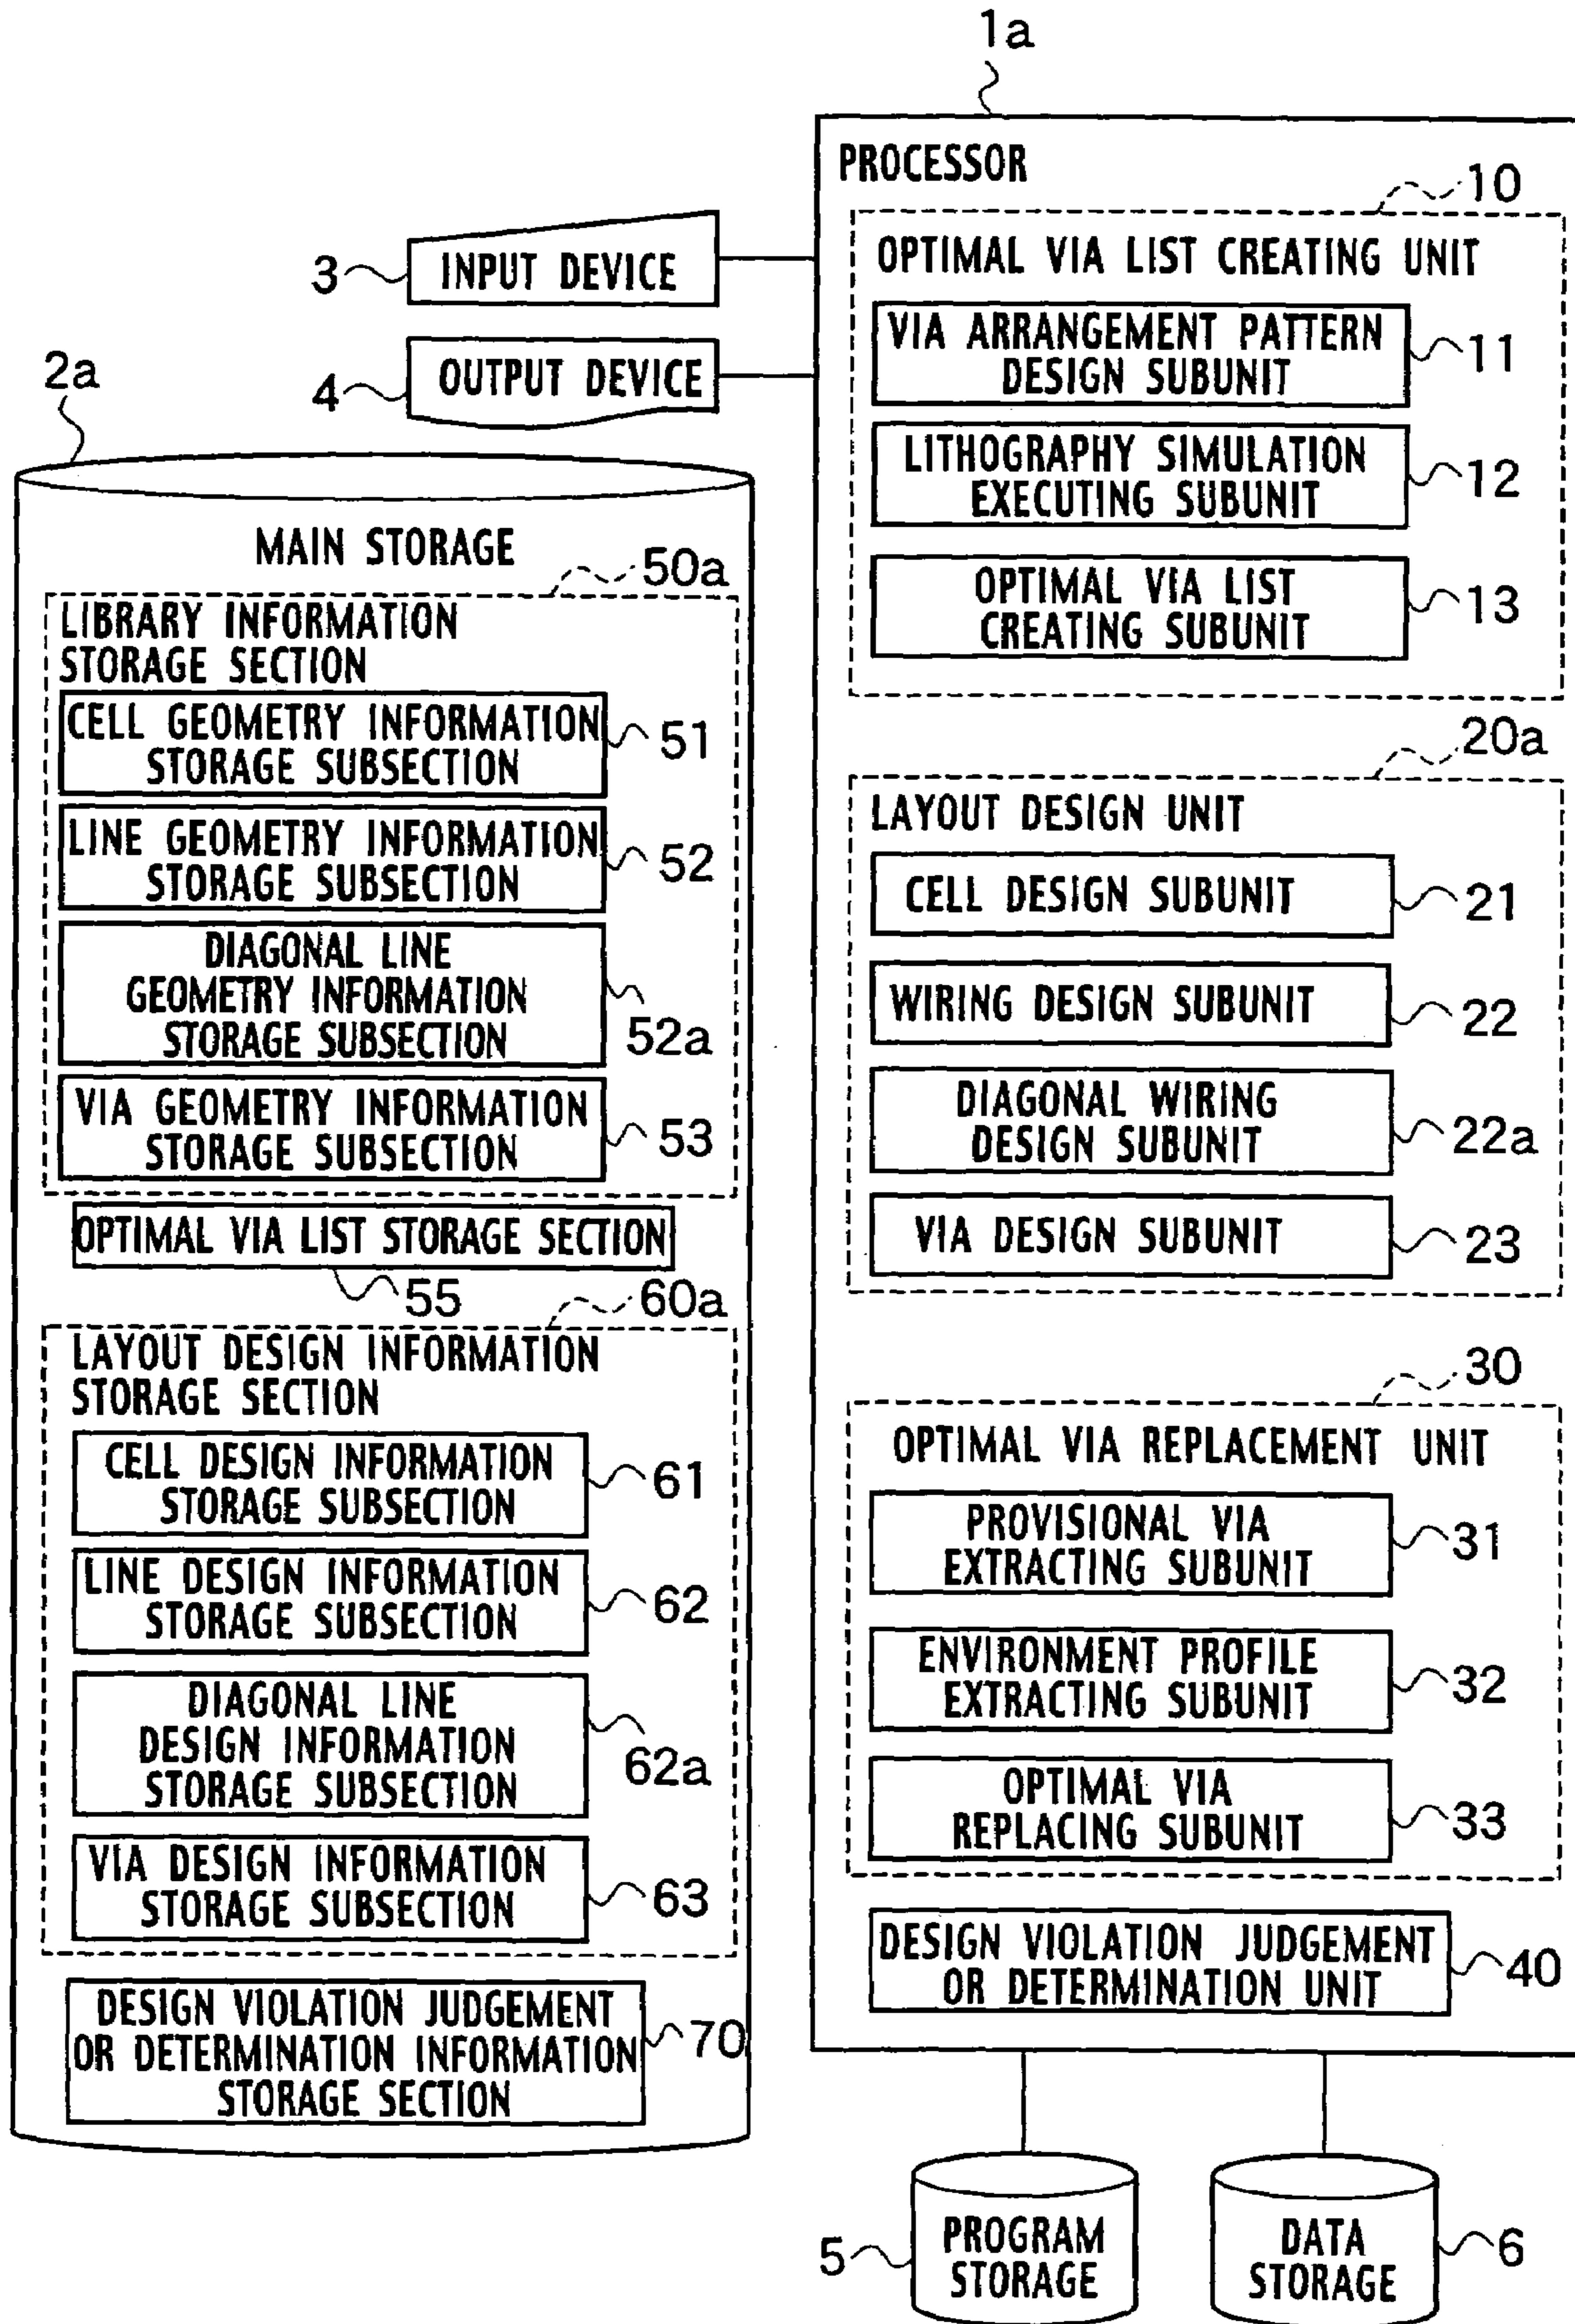 1a
PROCESSOR
10
OPTIMAL VIA LIST CREATING UNIT
VIA ARRANGEMENT PATTERN
DESIGN SUBUNIT
11
LITHOGRAPHY SIMULATION
EXECUTING SUBUNIT
12
OPTIMAL VIA LIST
CREATING SUBUNIT
13
20a
LAYOUT DESIGN UNIT
CELL DESIGN SUBUNIT
21
WIRING DESIGN SUBUNIT
22
DIAGONAL WIRING
DESIGN SUBUNIT
22a
VIA DESIGN SUBUNIT
23
30
OPTIMAL VIA REPLACEMENT UNIT
PROVISIONAL VIA
EXTRACTING SUBUNIT
31
ENVIRONMENT PROFILE
EXTRACTING SUBUNIT
32
OPTIMAL VIA
REPLACING SUBUNIT
33
DESIGN VIOLATION JUDGEMENT
OR DETERMINATION UNIT
40
3
INPUT DEVICE
4
OUTPUT DEVICE
2a
MAIN STORAGE
50a
LIBRARY INFORMATION
STORAGE SECTION
CELL GEOMETRY INFORMATION
STORAGE SUBSECTION
51
LINE GEOMETRY INFORMATION
STORAGE SUBSECTION
52
DIAGONAL LINE
GEOMETRY INFORMATION
STORAGE SUBSECTION
52a
VIA GEOMETRY INFORMATION
STORAGE SUBSECTION
53
OPTIMAL VIA LIST STORAGE SECTION
55
60a
LAYOUT DESIGN INFORMATION
STORAGE SECTION
CELL DESIGN INFORMATION
STORAGE SUBSECTION
61
LINE DESIGN INFORMATION
STORAGE SUBSECTION
62
DIAGONAL LINE
DESIGN INFORMATION
STORAGE SUBSECTION
62a
VIA DESIGN INFORMATION
STORAGE SUBSECTION
63
DESIGN VIOLATION JUDGEMENT
OR DETERMINATION INFORMATION
STORAGE SECTION
70
5
PROGRAM
STORAGE
DATA
STORAGE
6